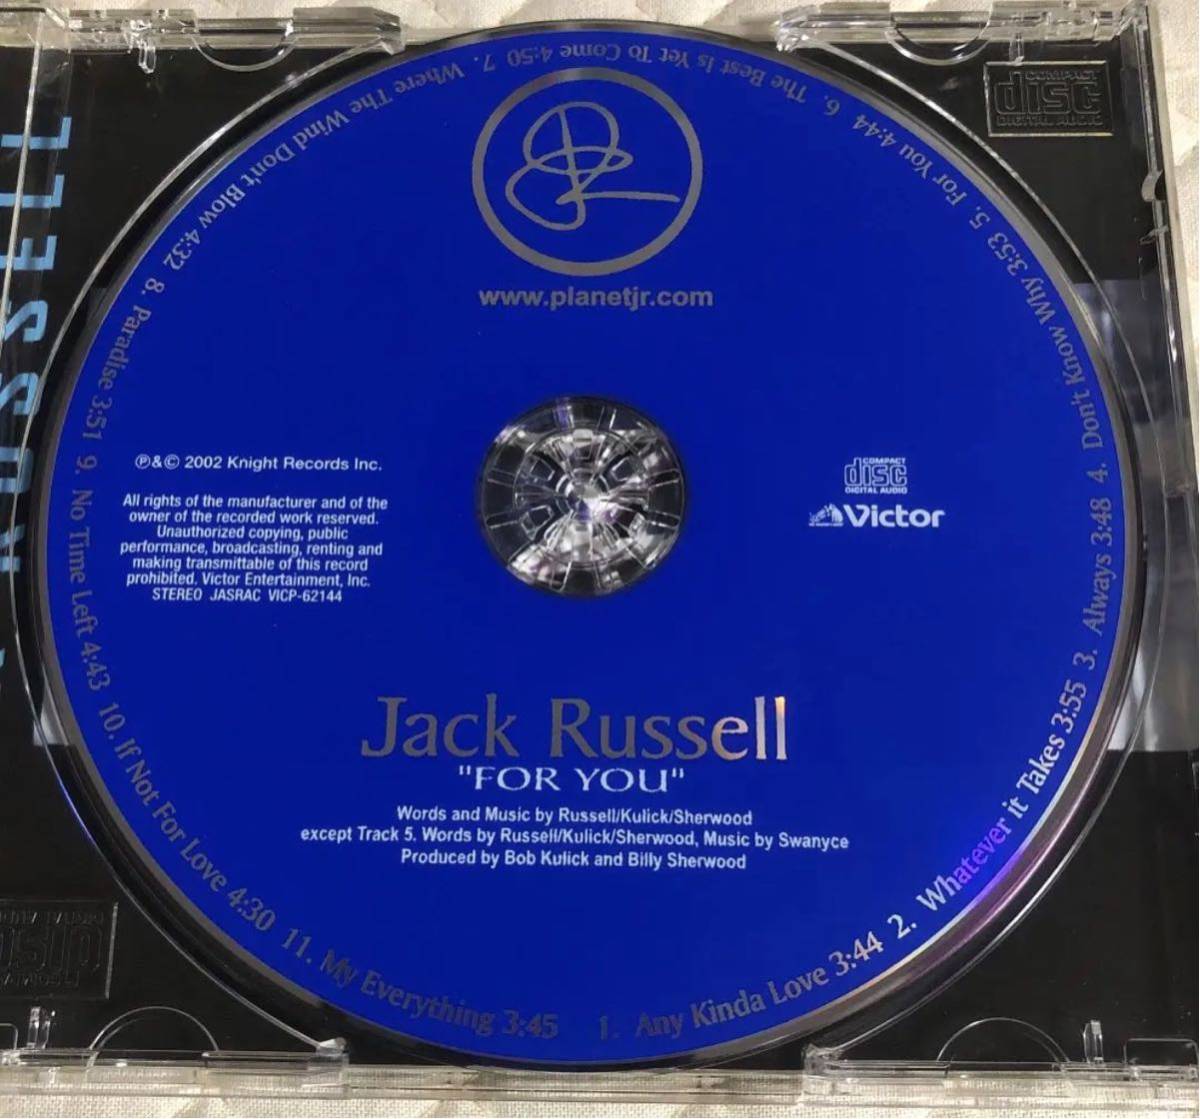 www.planetjr.com
℗&© 2002 Knight Records Inc.
All rights of the manufacturer and of the
owner of the recorded work reserved.
Unauthorized copying, public
performance, broadcasting, renting and
making transmittable of this record
prohibited. Victor Entertainment, Inc.
STEREO JASRAC VICP-62144
COMPACT
disc
DIGITAL AUDIO
Victor
Jack Russell
"FOR YOU"
Words and Music by Russell/Kulick/Sherwood
except Track 5. Words by Russell/Kulick/Sherwood, Music by Swanyce
Produced by Bob Kulick and Billy Sherwood
1. Any Kinda Love 3:44 2. Whatever it Takes 3:55 3. Always 3:48 4. Don't Know Why 3:53 5. For You 4:44 6. The Best Is Yet To Come 4:50 7. Where The Wind Don't Blow 4:32 8. Paradise 3:51 9. No Time Left 4:43 10. If Not For Love 4:30 11. My Everything 3:45
COMPACT
disc
DIGITAL AUDIO
RUSSELL
COMPACT
disc
DIGITAL AUDIO